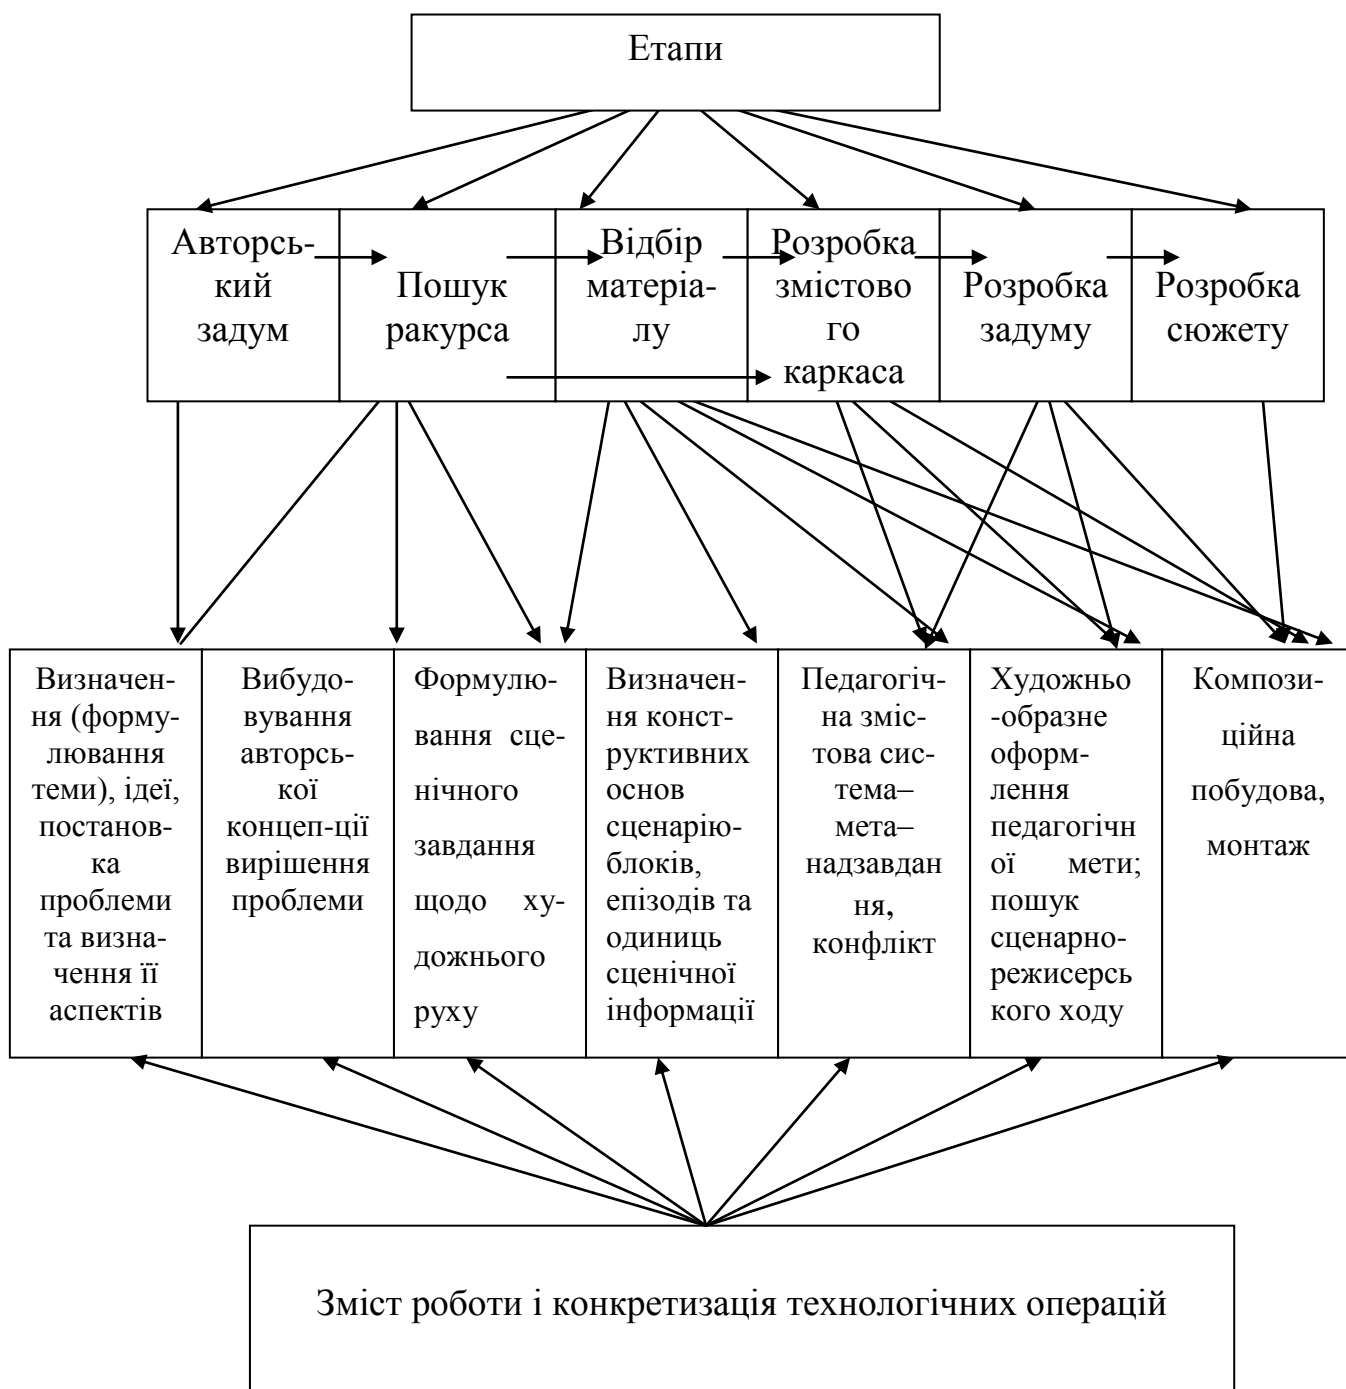 Етапи
Авторсь-
кий
задум
Пошук
ракурса
Відбір
матеріа-
лу
Розробка
змістово
го
каркаса
Розробка
задуму
Розробка
сюжету
Визначен-
ня (форму-
лювання
теми), ідеї,
постанов-
ка
проблеми
та визна-
чення її
аспектів
Вибудо-
вування
авторсь-
кої
концеп-ції
вирішення
проблеми
Формулю-
вання сце-
нічного
завдання
щодо ху-
дожнього
руху
Визначен-
ня конст-
руктивних
основ
сценарію-
блоків,
епізодів та
одиниць
сценічної
інформації
Педагогіч-
на зміс-
това сис-
тема–
мета–
надзавдан
ня,
конфлікт
Художньо
-образне
оформ-
лення
педагогічн
ої мети;
пошук
сценарно-
режисерсь
кого ходу
Компози-
ційна
побудова,
монтаж
Зміст роботи і конкретизація технологічних операцій